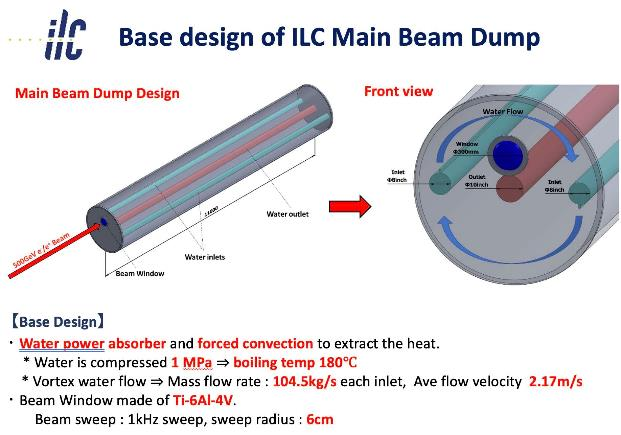 ilc
Base design of ILC Main Beam Dump
Main Beam Dump Design
Front view
Water Flow
Window
Φ300mm
Inlet
Φ8inch
Outlet
Φ10inch
Inlet
Φ8inch
11000
Water outlet
Water inlets
500GeV e-/e+ Beam
Beam Window
【Base Design】
・Water power absorber and forced convection to extract the heat.
* Water is compressed 1 MPa ⇒ boiling temp 180℃
* Vortex water flow ⇒ Mass flow rate : 104.5kg/s each inlet, Ave flow velocity 2.17m/s
・Beam Window made of Ti-6Al-4V.
Beam sweep : 1kHz sweep, sweep radius : 6cm